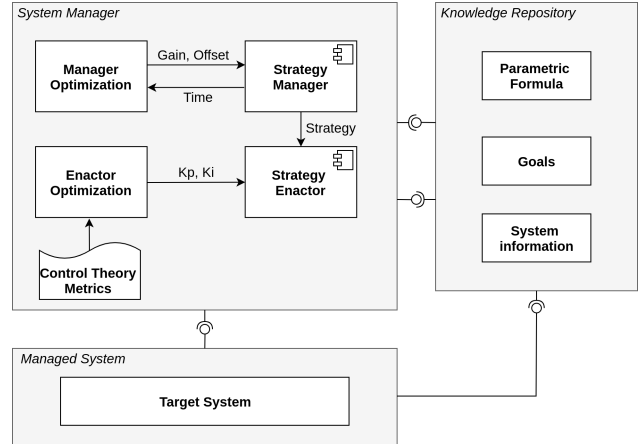 System Manager
Manager
Optimization
Gain, Offset
Time
Strategy
Manager
Strategy
Enactor
Optimization
Kp, Ki
Strategy
Enactor
Control Theory
Metrics
Knowledge Repository
Parametric
Formula
Goals
System
information
Managed System
Target System